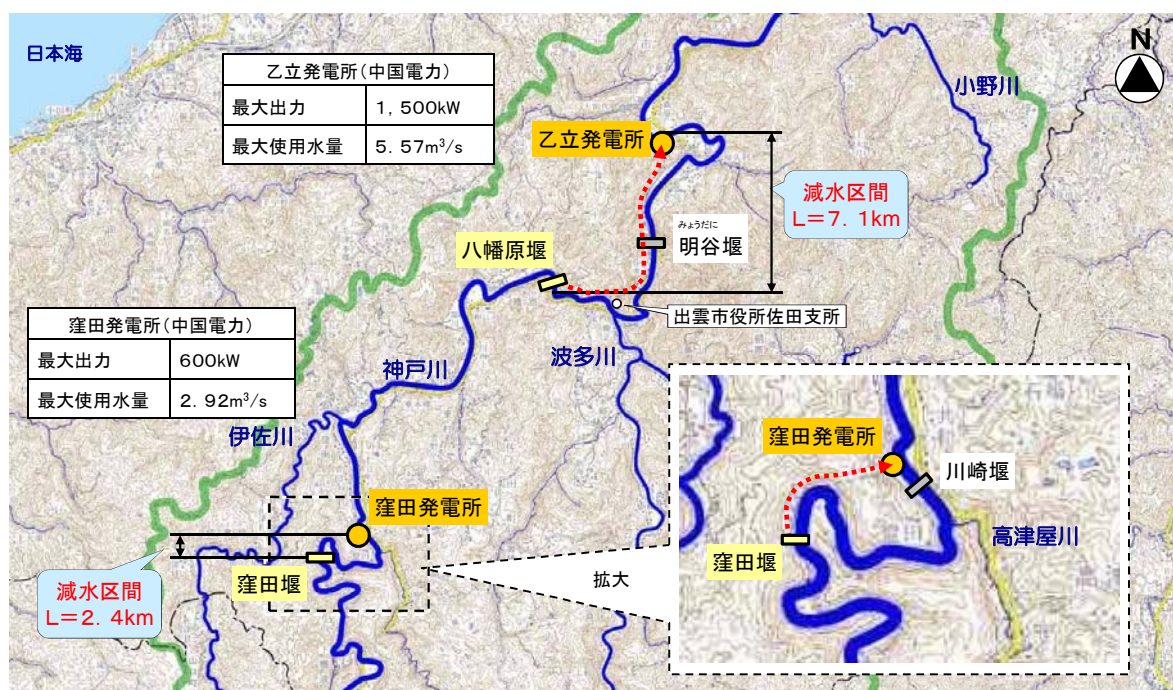 日本海
N
小野川
乙立発電所(中国電力)
最大出力 1,500kW
最大使用水量 5.57m³/s
乙立発電所
減水区間
L=7.1km
みょうだに
明谷堰
八幡原堰
出雲市役所佐田支所
窪田発電所(中国電力)
最大出力 600kW
最大使用水量 2.92m³/s
神戸川
波多川
伊佐川
窪田発電所
窪田堰
減水区間
L=2.4km
拡大
窪田発電所
川崎堰
窪田堰
高津屋川